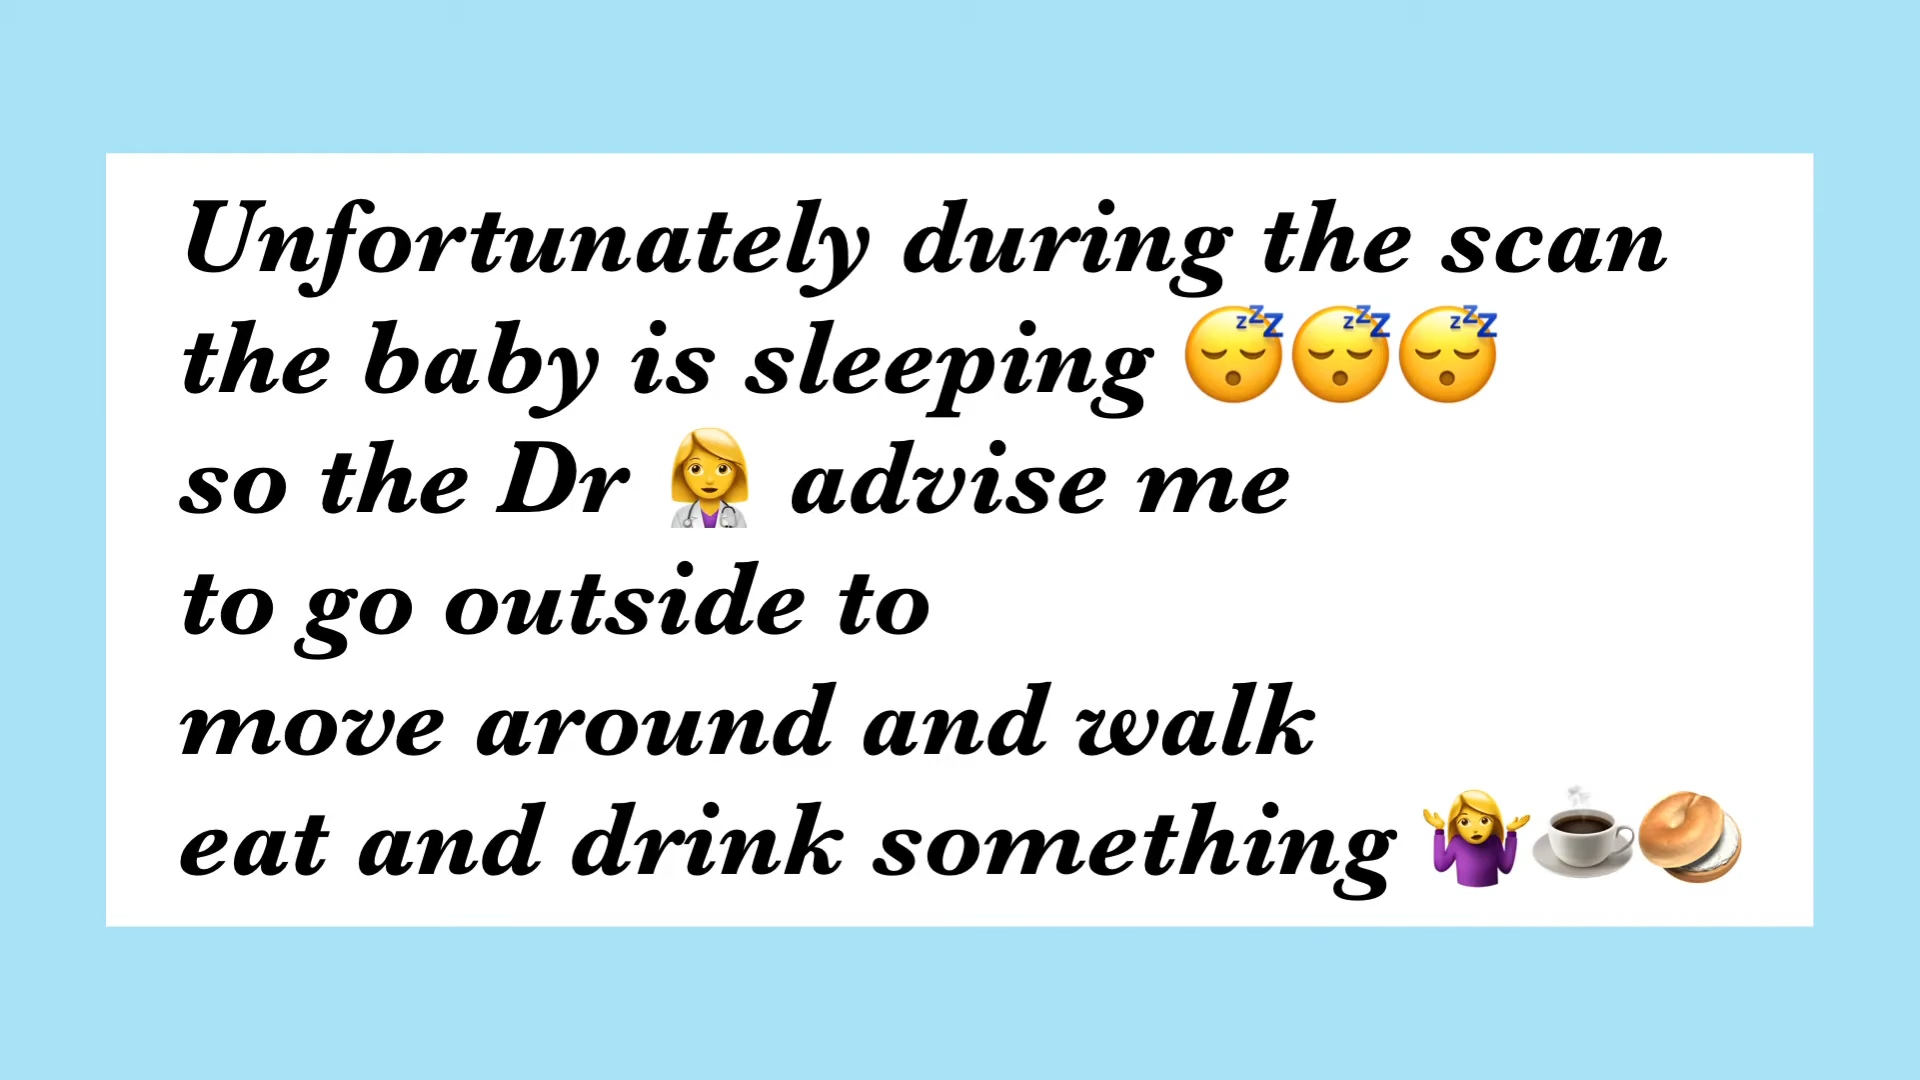 Unfortunately during the scan
the baby is sleeping 😴😴😴
so the Dr 👩‍⚕️ advise me
to go outside to
move around and walk
eat and drink something 🤷‍♀️☕🥯